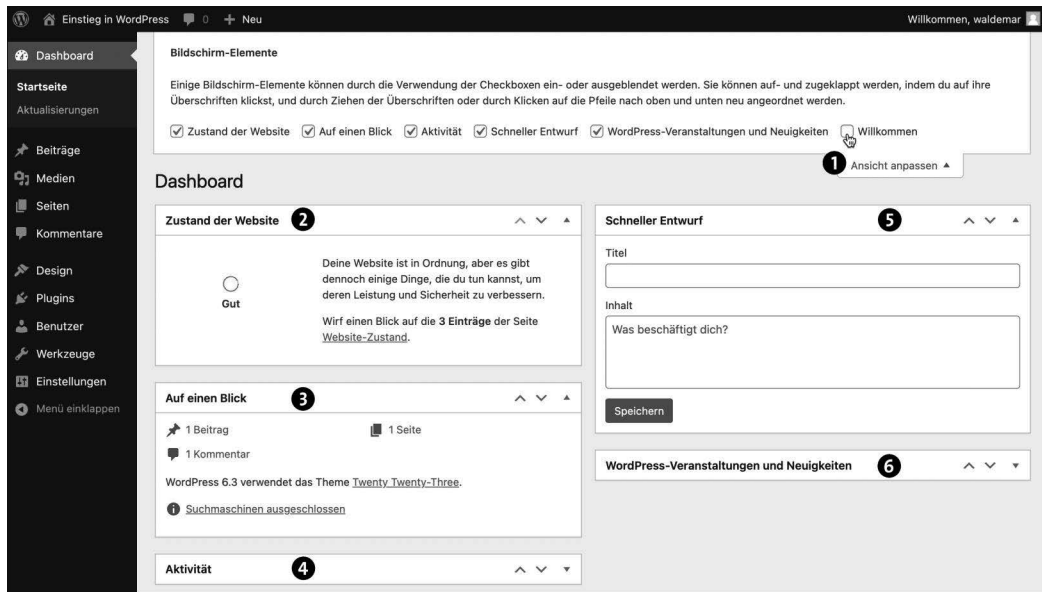 Einstieg in WordPress 0 + Neu Willkommen, waldemar
Dashboard
Startseite
Aktualisierungen
Beiträge
Medien
Seiten
Kommentare
Design
Plugins
Benutzer
Werkzeuge
Einstellungen
Menü einklappen
Bildschirm-Elemente
Einige Bildschirm-Elemente können durch die Verwendung der Checkboxen ein- oder ausgeblendet werden. Sie können auf- und zugeklappt werden, indem du auf ihre
Überschriften klickst, und durch Ziehen der Überschriften oder durch Klicken auf die Pfeile nach oben und unten neu angeordnet werden.
Zustand der Website Auf einen Blick Aktivität Schneller Entwurf WordPress-Veranstaltungen und Neuigkeiten Willkommen
1 Ansicht anpassen
Dashboard
Zustand der Website 2
Gut
Deine Website ist in Ordnung, aber es gibt
dennoch einige Dinge, die du tun kannst, um
deren Leistung und Sicherheit zu verbessern.
Wirf einen Blick auf die 3 Einträge der Seite
Website-Zustand.
Auf einen Blick 3
1 Beitrag 1 Seite
1 Kommentar
WordPress 6.3 verwendet das Theme Twenty Twenty-Three.
Suchmaschinen ausgeschlossen
Aktivität 4
Schneller Entwurf 5
Titel
Inhalt
Was beschäftigt dich?
Speichern
WordPress-Veranstaltungen und Neuigkeiten 6